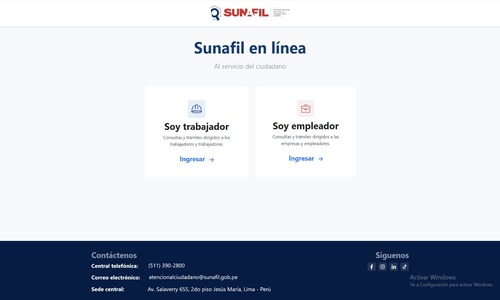 SUNAFIL
Sunafil en línea
Al servicio del ciudadano
Soy trabajador
Consultas y trámites dirigidos a los
trabajadores y trabajadoras.
Ingresar →
Soy empleador
Consultas y trámites dirigidos a las
empresas y empleadores.
Ingresar →
Contáctenos
Central telefónica: (511) 390-2800
Correo electrónico: atencionalciudadano@sunafil.gob.pe
Sede central: Av. Salaverry 655, 2do piso Jesús María, Lima - Perú
Síguenos
Activar Windows
Ve a Configuración para activar Windows.